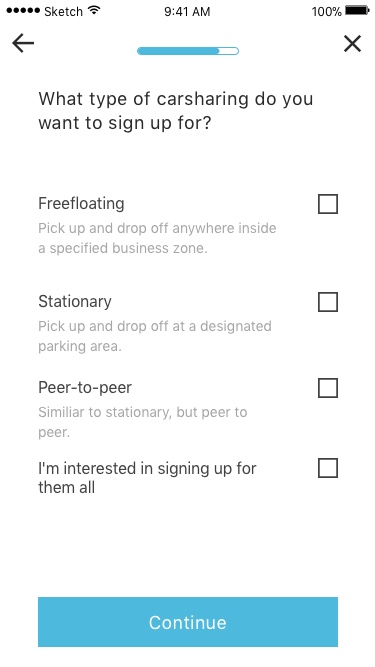 Sketch 9:41 AM 100%
What type of carsharing do you
want to sign up for?
Freefloating
Pick up and drop off anywhere inside
a specified business zone.
Stationary
Pick up and drop off at a designated
parking area.
Peer-to-peer
Similiar to stationary, but peer to
peer.
I'm interested in signing up for
them all
Continue